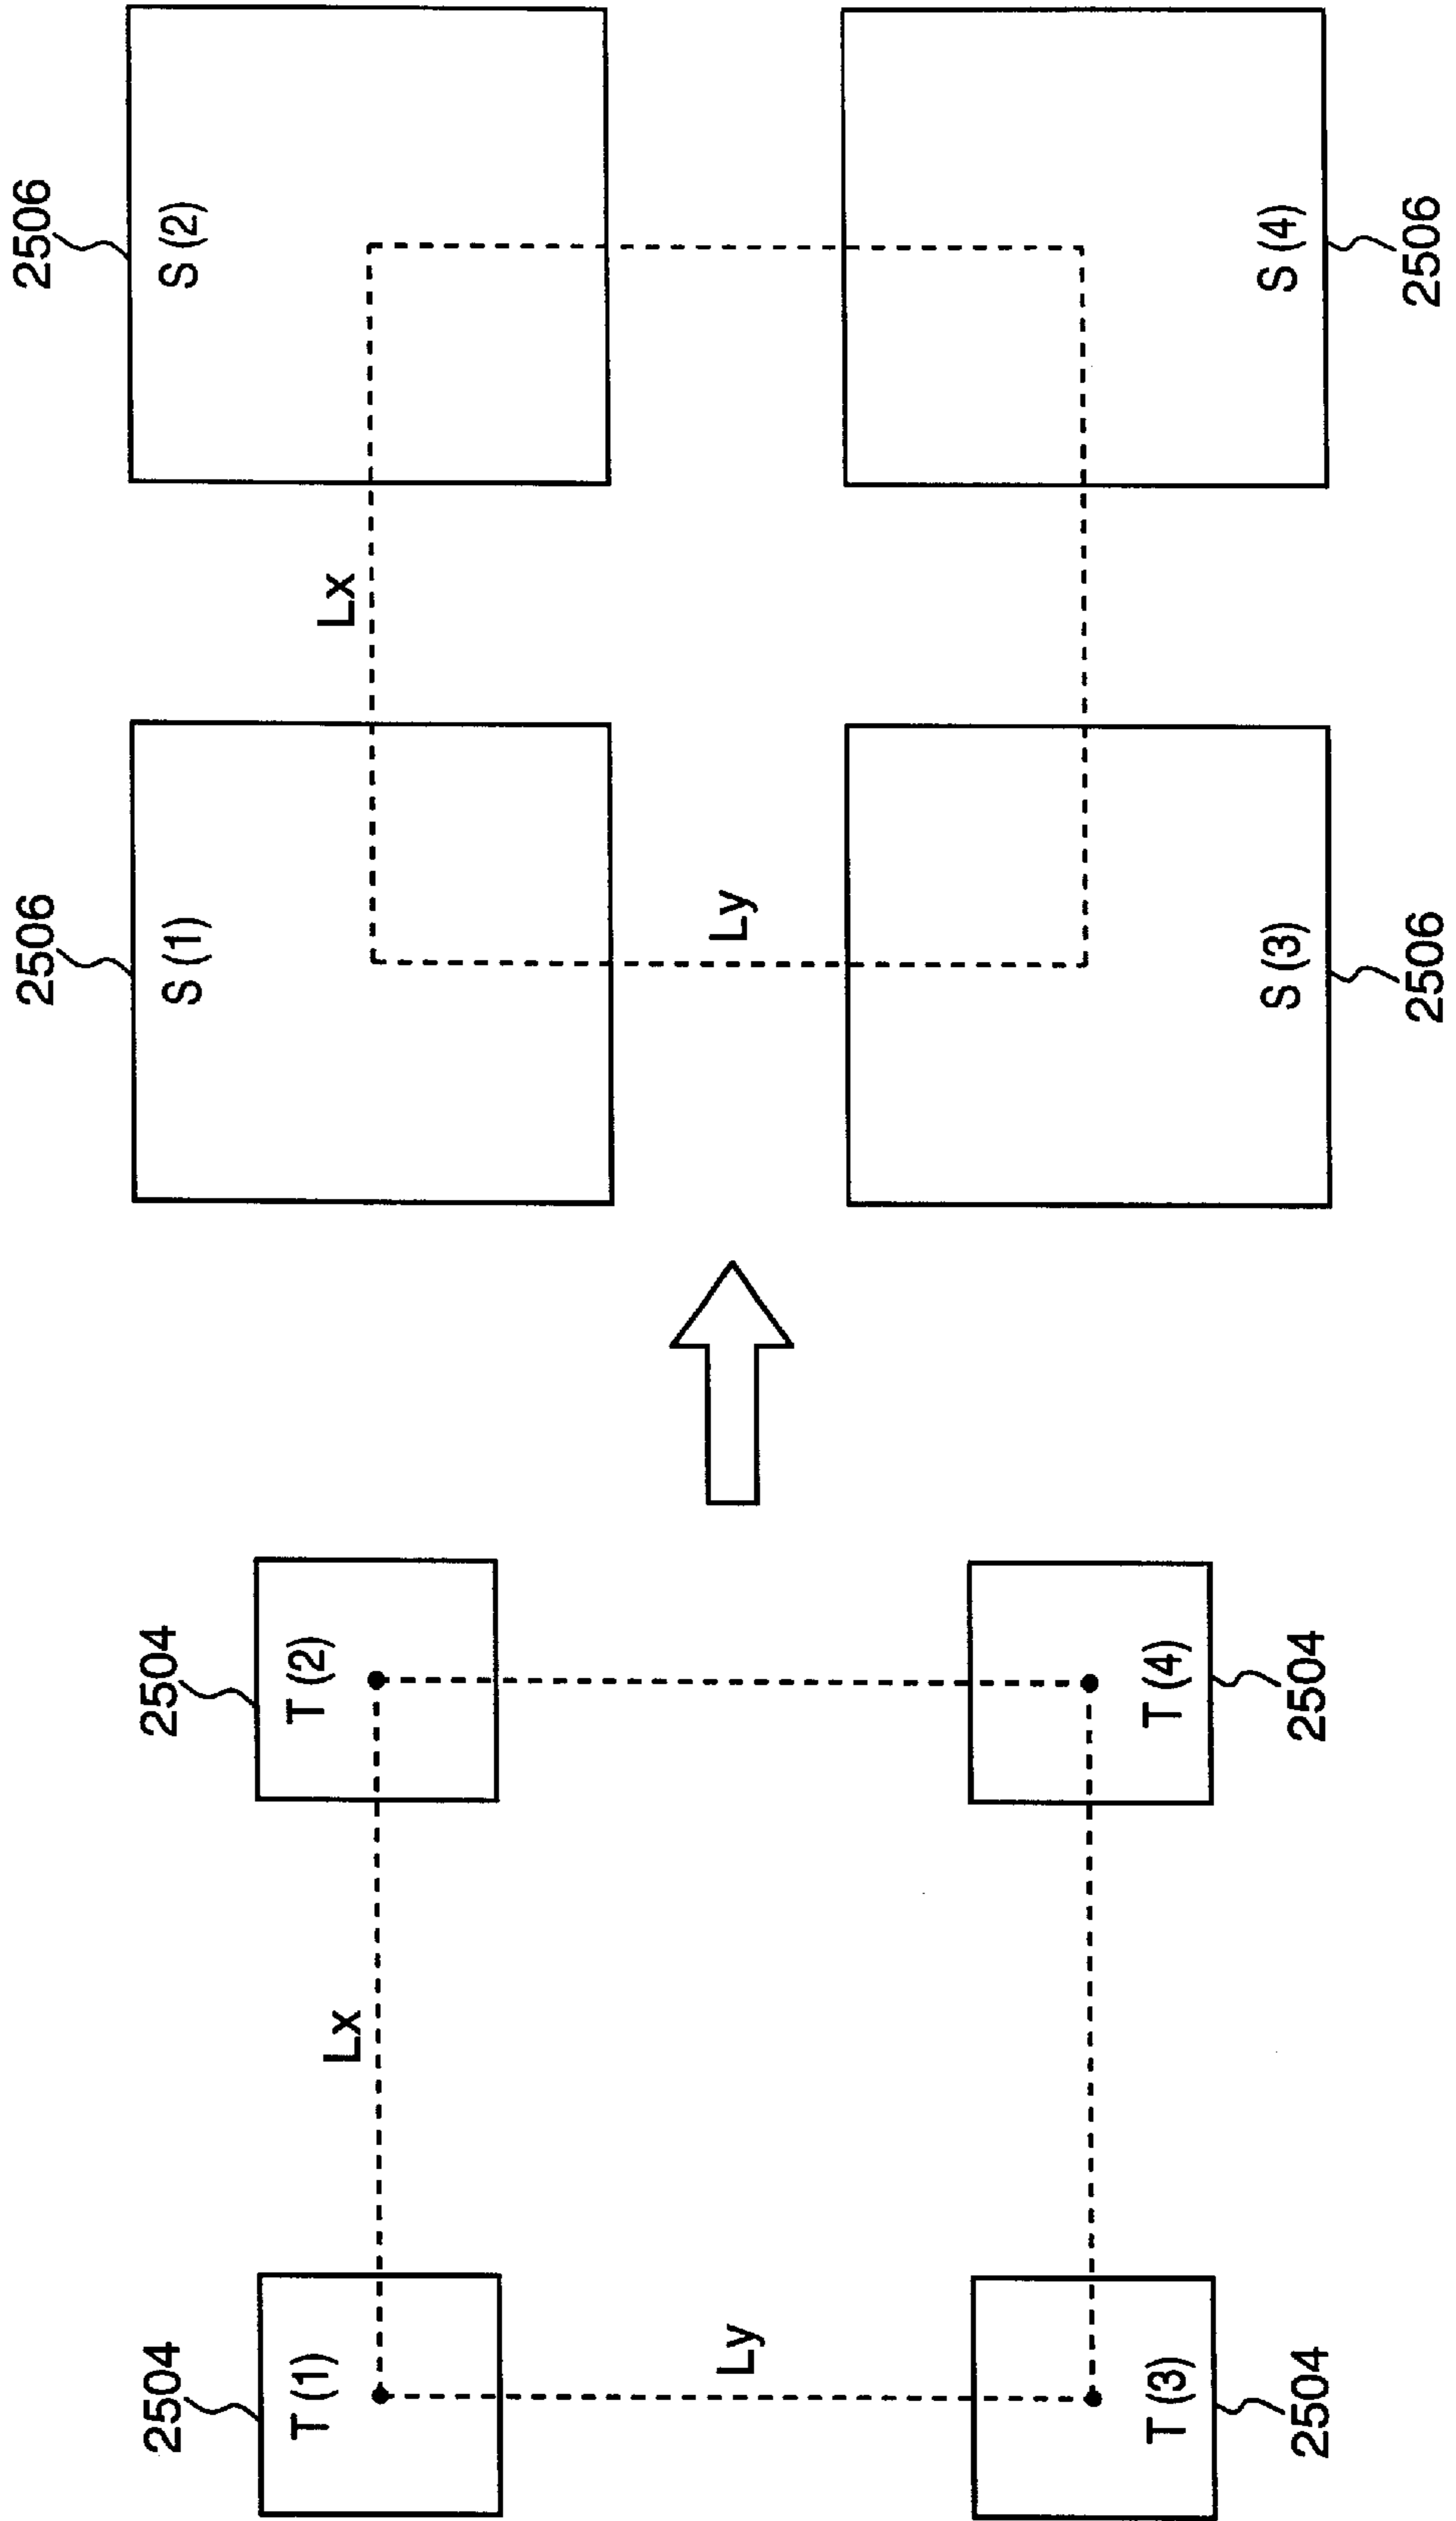 2504
T (1)
Lx
2504
T (2)
Ly
T (3)
2504
T (4)
2504
2506
S (1)
Lx
2506
S (2)
Ly
S (3)
2506
S (4)
2506